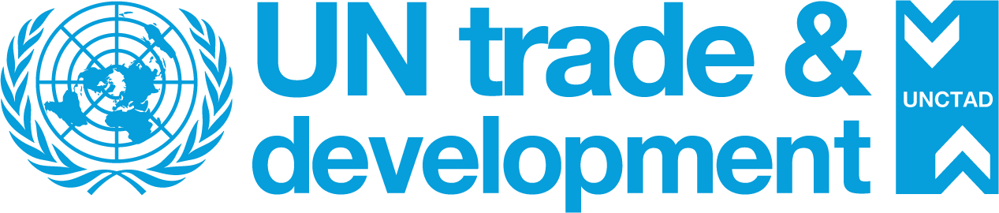 UN trade &
development
UNCTAD